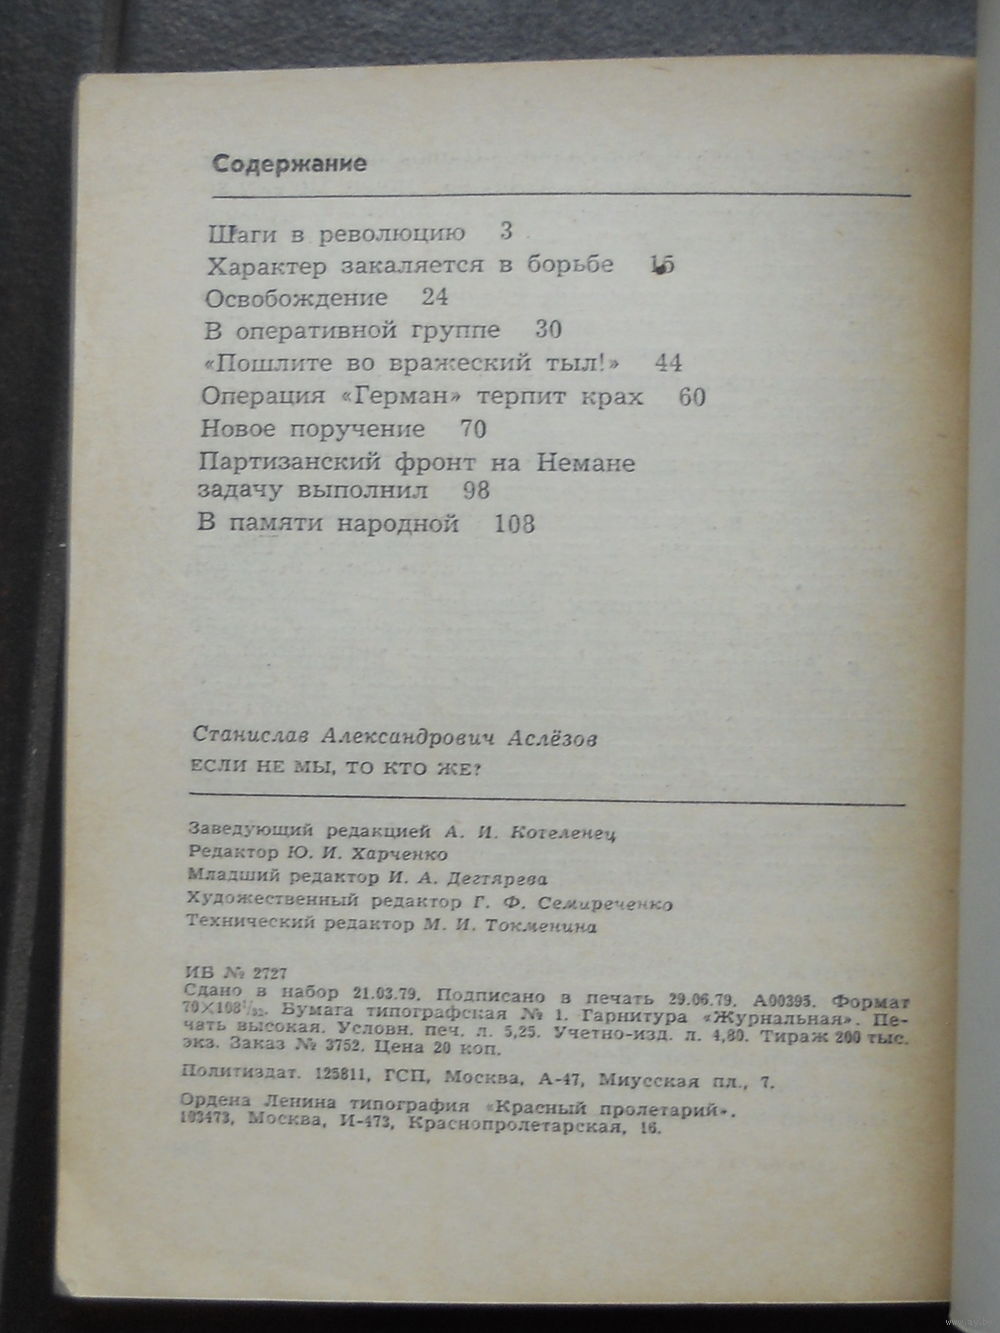 Содержание
Шаги в революцию 3
Характер закаляется в борьбе 15
Освобождение 24
В оперативной группе 30
«Пошлите во вражеский тыл!» 44
Операция «Герман» терпит крах 60
Новое поручение 70
Партизанский фронт на Немане
задачу выполнил 98
В памяти народной 108
Станислав Александрович Аслёзов
ЕСЛИ НЕ МЫ, ТО КТО ЖЕ?
Заведующий редакцией А. И. Котеленец
Редактор Ю. И. Харченко
Младший редактор И. А. Дегтярева
Художественный редактор Г. Ф. Семиреченко
Технический редактор М. И. Токменина
ИБ № 2727
Сдано в набор 21.03.79. Подписано в печать 29.06.79. А00395. Формат
70×108¹/₃₂. Бумага типографская № 1. Гарнитура «Журнальная». Пе-
чать высокая. Условн. печ. л. 5,25. Учетно-изд. л. 4,80. Тираж 200 тыс.
экз. Заказ № 3752. Цена 20 коп.
Политиздат. 125811, ГСП, Москва, А-47, Миусская пл., 7.
Ордена Ленина типография «Красный пролетарий».
103473, Москва, И-473, Краснопролетарская, 16.